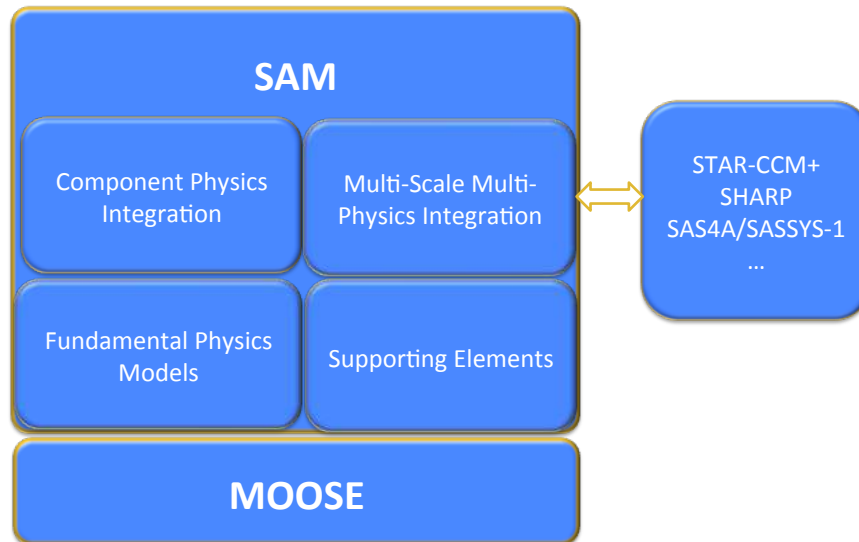 SAM
Component Physics
Integration
Multi-Scale Multi-
Physics Integration
Fundamental Physics
Models
Supporting Elements
MOOSE
STAR-CCM+
SHARP
SAS4A/SASSYS-1
...